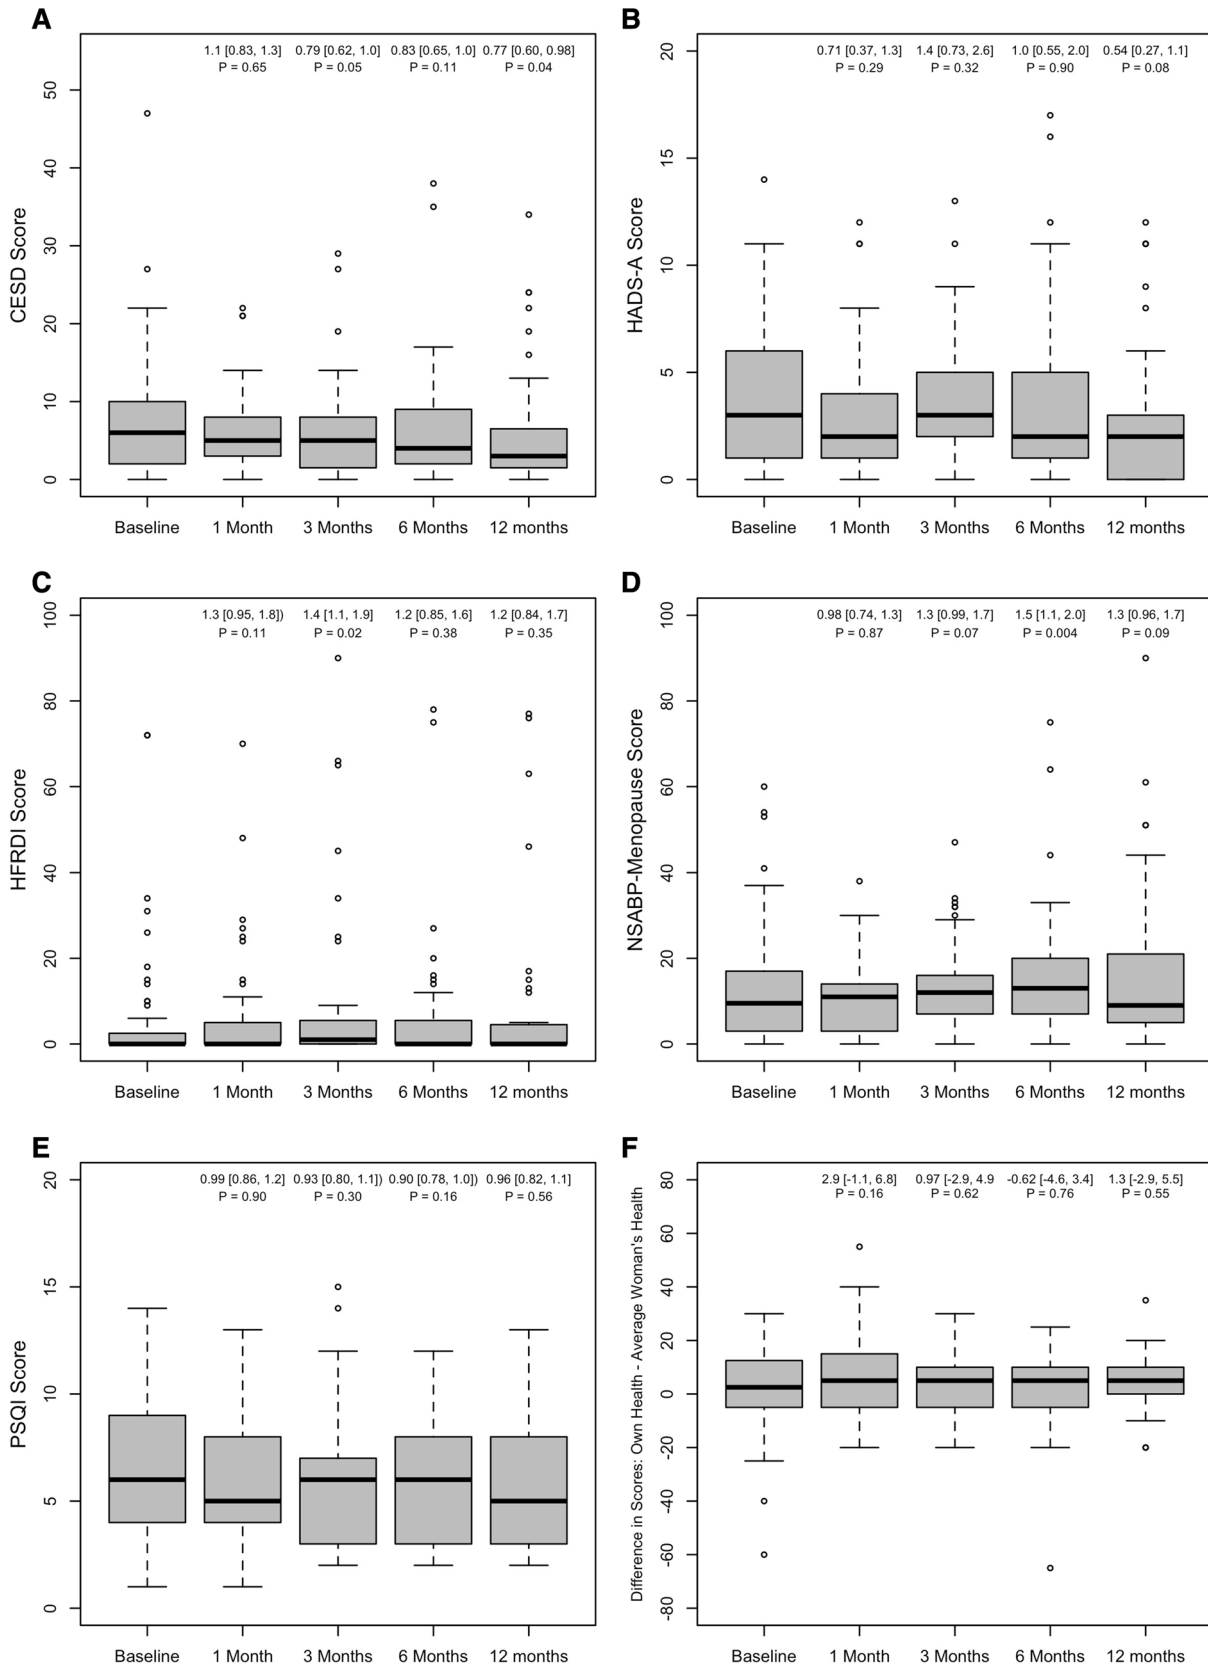 A
1.1 [0.83, 1.3] 0.79 [0.62, 1.0] 0.83 [0.65, 1.0] 0.77 [0.60, 0.98]
P = 0.65 P = 0.05 P = 0.11 P = 0.04
CESD Score
50
40
30
20
10
0
Baseline 1 Month 3 Months 6 Months 12 months
B
0.71 [0.37, 1.3] 1.4 [0.73, 2.6] 1.0 [0.55, 2.0] 0.54 [0.27, 1.1]
P = 0.29 P = 0.32 P = 0.90 P = 0.08
HADS-A Score
20
15
10
5
0
Baseline 1 Month 3 Months 6 Months 12 months
C
1.3 [0.95, 1.8]) 1.4 [1.1, 1.9] 1.2 [0.85, 1.6] 1.2 [0.84, 1.7]
P = 0.11 P = 0.02 P = 0.38 P = 0.35
HFRDI Score
100
80
60
40
20
0
Baseline 1 Month 3 Months 6 Months 12 months
D
0.98 [0.74, 1.3] 1.3 [0.99, 1.7] 1.5 [1.1, 2.0] 1.3 [0.96, 1.7]
P = 0.87 P = 0.07 P = 0.004 P = 0.09
NSABP-Menopause Score
100
80
60
40
20
0
Baseline 1 Month 3 Months 6 Months 12 months
E
0.99 [0.86, 1.2] 0.93 [0.80, 1.1]) 0.90 [0.78, 1.0]) 0.96 [0.82, 1.1]
P = 0.90 P = 0.30 P = 0.16 P = 0.56
PSQI Score
20
15
10
5
0
Baseline 1 Month 3 Months 6 Months 12 months
F
2.9 [-1.1, 6.8] 0.97 [-2.9, 4.9 -0.62 [-4.6, 3.4] 1.3 [-2.9, 5.5]
P = 0.16 P = 0.62 P = 0.76 P = 0.55
Difference in Scores: Own Health - Average Woman's Health
80
60
40
20
0
-20
-40
-60
-80
Baseline 1 Month 3 Months 6 Months 12 months